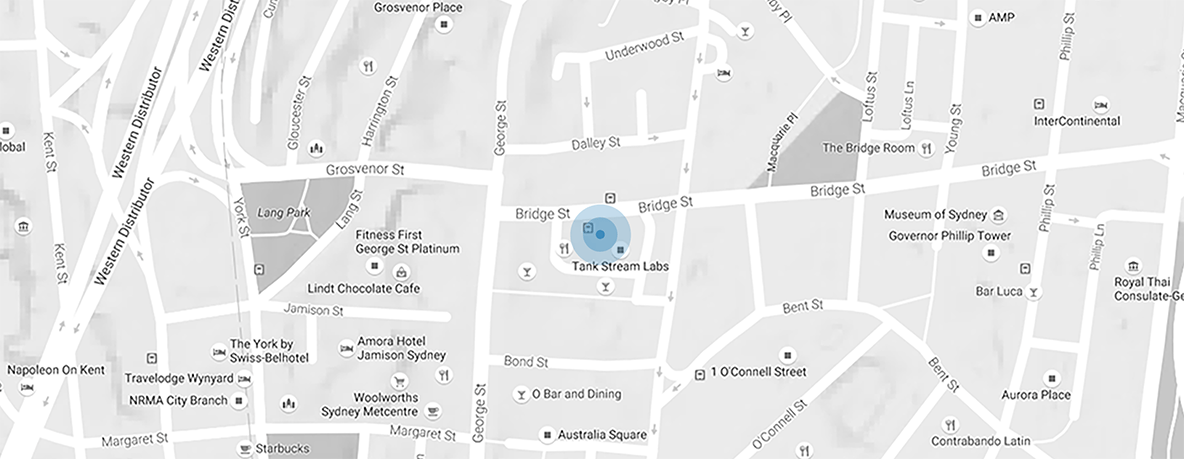 Grosvenor Place
AMP
Underwood St
Phillip St
Western Distributor
Gloucester St
Harrington St
George St
Loftus St
Loftus Ln
Young St
InterContinental
Kent St
Western Distributor
Dalley St
Macquarie Pl
The Bridge Room
Grosvenor St
Bridge St
Bridge St
Bridge St
Bridge St
York St
Lang Park
Lang St
Phillip St
Museum of Sydney
Governor Phillip Tower
Phillip Ln
Fitness First
George St Platinum
Tank Stream Labs
Kent St
Western Distributor
Lindt Chocolate Cafe
Bar Luca
Royal Thai
Jamison St
Bent St
The York by
Swiss-Belhotel
Amora Hotel
Jamison Sydney
Bond St
Napoleon On Kent
Travelodge Wynyard
1 O'Connell Street
Bent St
NRMA City Branch
Woolworths
Sydney Metcentre
O Bar and Dining
Aurora Place
George St
O'Connell St
Margaret St
Margaret St
Australia Square
Contrabando Latin
Starbucks